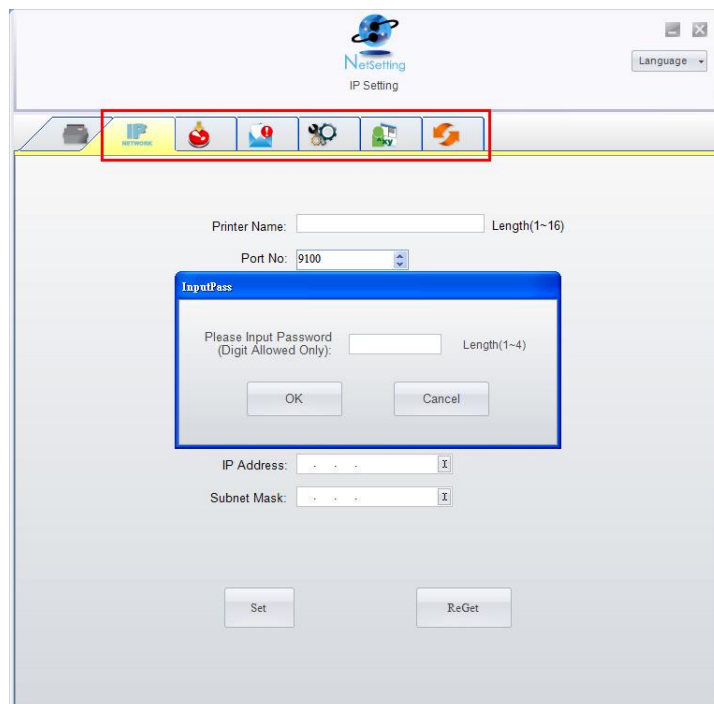 NetSetting
IP Setting
Language
IP
NETWORK
xy
Printer Name: Length(1~16)
Port No: 9100
InputPass
Please Input Password
(Digit Allowed Only): Length(1~4)
OK Cancel
IP Address: . . .
Subnet Mask: . . .
Set ReGet